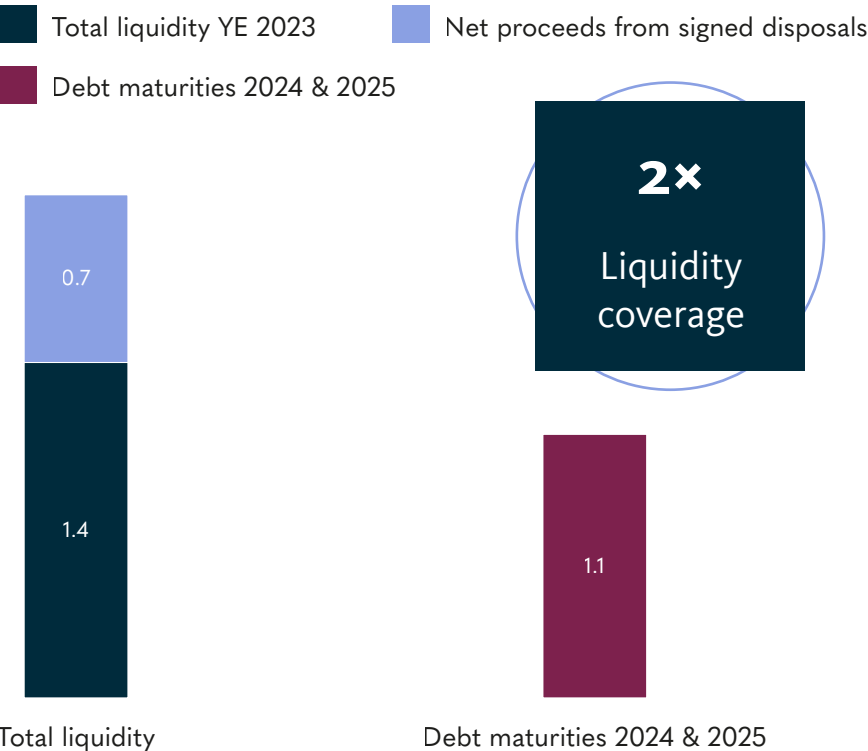 Total liquidity YE 2023
Net proceeds from signed disposals
Debt maturities 2024 & 2025
2×
Liquidity
coverage
0.7
1.4
1.1
Total liquidity
Debt maturities 2024 & 2025